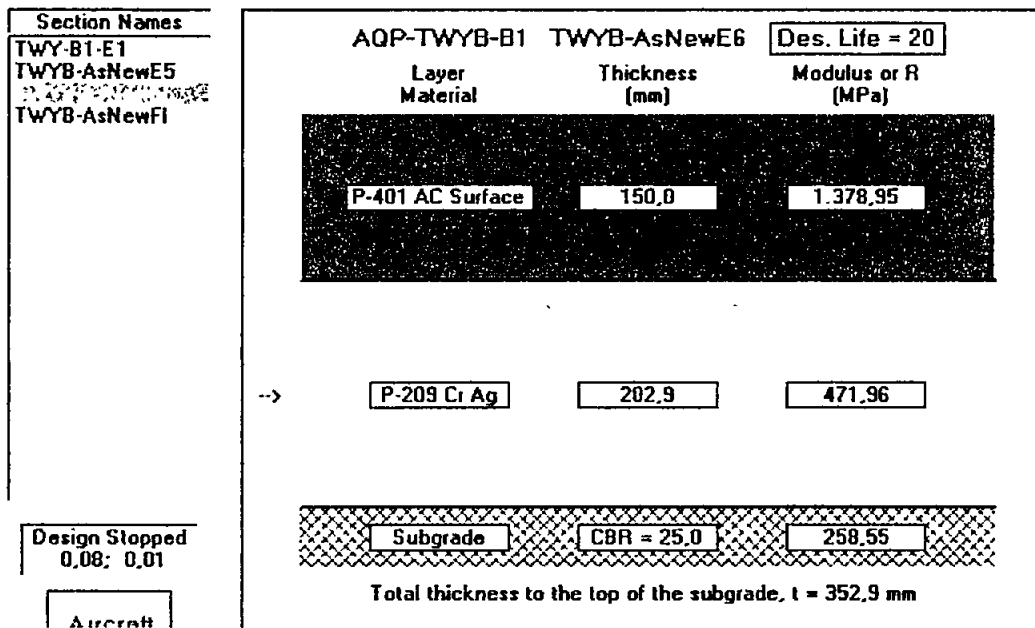 Section Names
TWY-B1-E1
TWYB-AsNewE5
TWYB-AsNewFI
Design Stopped
0,08; 0,01
Aircraft
AQP-TWYB-B1 TWYB-AsNewE6 Des. Life = 20
Layer Material Thickness (mm) Modulus or R (MPa)
P-401 AC Surface 150,0 1.378,95
--> P-209 Cr Ag 202,9 471,96
Subgrade CBR = 25,0 258,55
Total thickness to the top of the subgrade, t = 352,9 mm